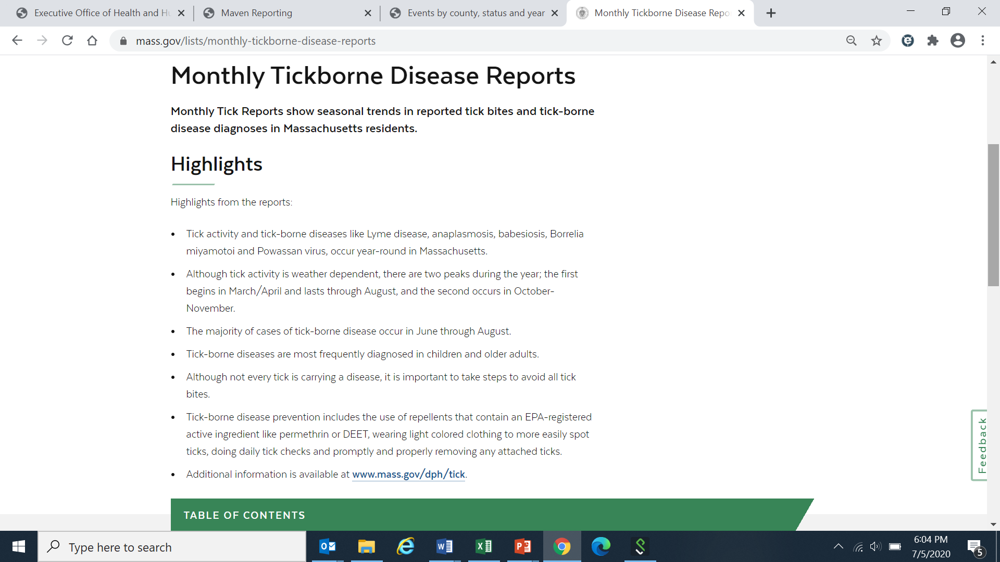 Executive Office of Health and Hu
Maven Reporting
Events by county, status and year
Monthly Tickborne Disease Repo
mass.gov/lists/monthly-tickborne-disease-reports
Monthly Tickborne Disease Reports
Monthly Tick Reports show seasonal trends in reported tick bites and tick-borne
disease diagnoses in Massachusetts residents.
Highlights
Highlights from the reports:
• Tick activity and tick-borne diseases like Lyme disease, anaplasmosis, babesiosis, Borrelia
miyamotoi and Powassan virus, occur year-round in Massachusetts.
• Although tick activity is weather dependent, there are two peaks during the year; the first
begins in March/April and lasts through August, and the second occurs in October-
November.
• The majority of cases of tick-borne disease occur in June through August.
• Tick-borne diseases are most frequently diagnosed in children and older adults.
• Although not every tick is carrying a disease, it is important to take steps to avoid all tick
bites.
• Tick-borne disease prevention includes the use of repellents that contain an EPA-registered
active ingredient like permethrin or DEET, wearing light colored clothing to more easily spot
ticks, doing daily tick checks and promptly and properly removing any attached ticks.
• Additional information is available at www.mass.gov/dph/tick.
Feedback
TABLE OF CONTENTS
Type here to search
6:04 PM
7/5/2020
5